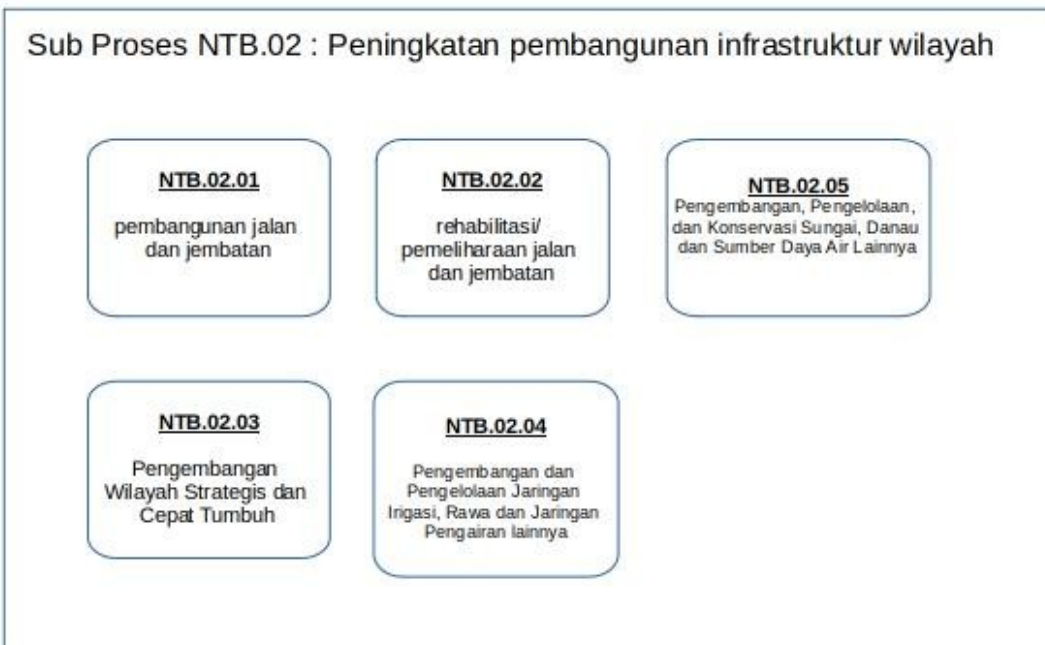 Sub Proses NTB.02 : Peningkatan pembangunan infrastruktur wilayah
NTB.02.01
pembangunan jalan
dan jembatan
NTB.02.02
rehabilitasi/
pemeliharaan jalan
dan jembatan
NTB.02.05
Pengembangan, Pengelolaan,
dan Konservasi Sungai, Danau
dan Sumber Daya Air Lainnya
NTB.02.03
Pengembangan
Wilayah Strategis dan
Cepat Tumbuh
NTB.02.04
Pengembangan dan
Pengelolaan Jaringan
Irigasi, Rawa dan Jaringan
Pengairan lainnya